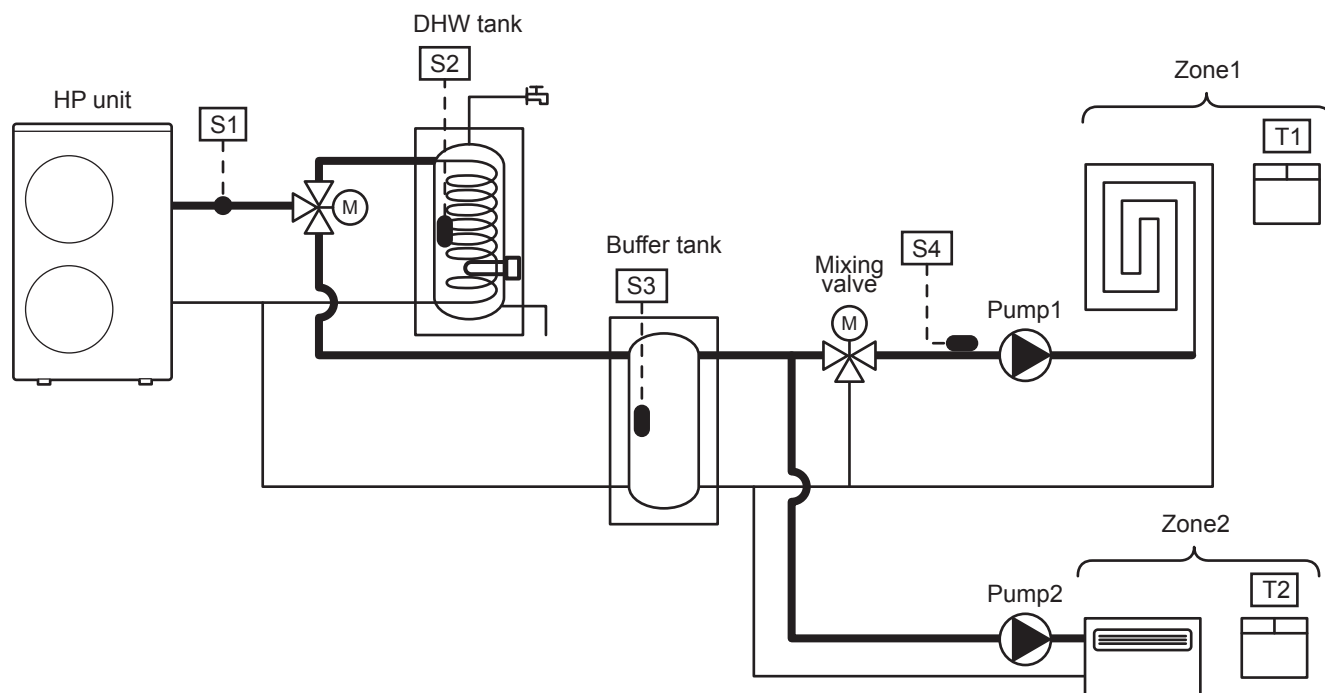 DHW tank
S2
HP unit
S1
M
Zone1
T1
Buffer tank
S3
Mixing
valve
M
S4
Pump1
Zone2
T2
Pump2